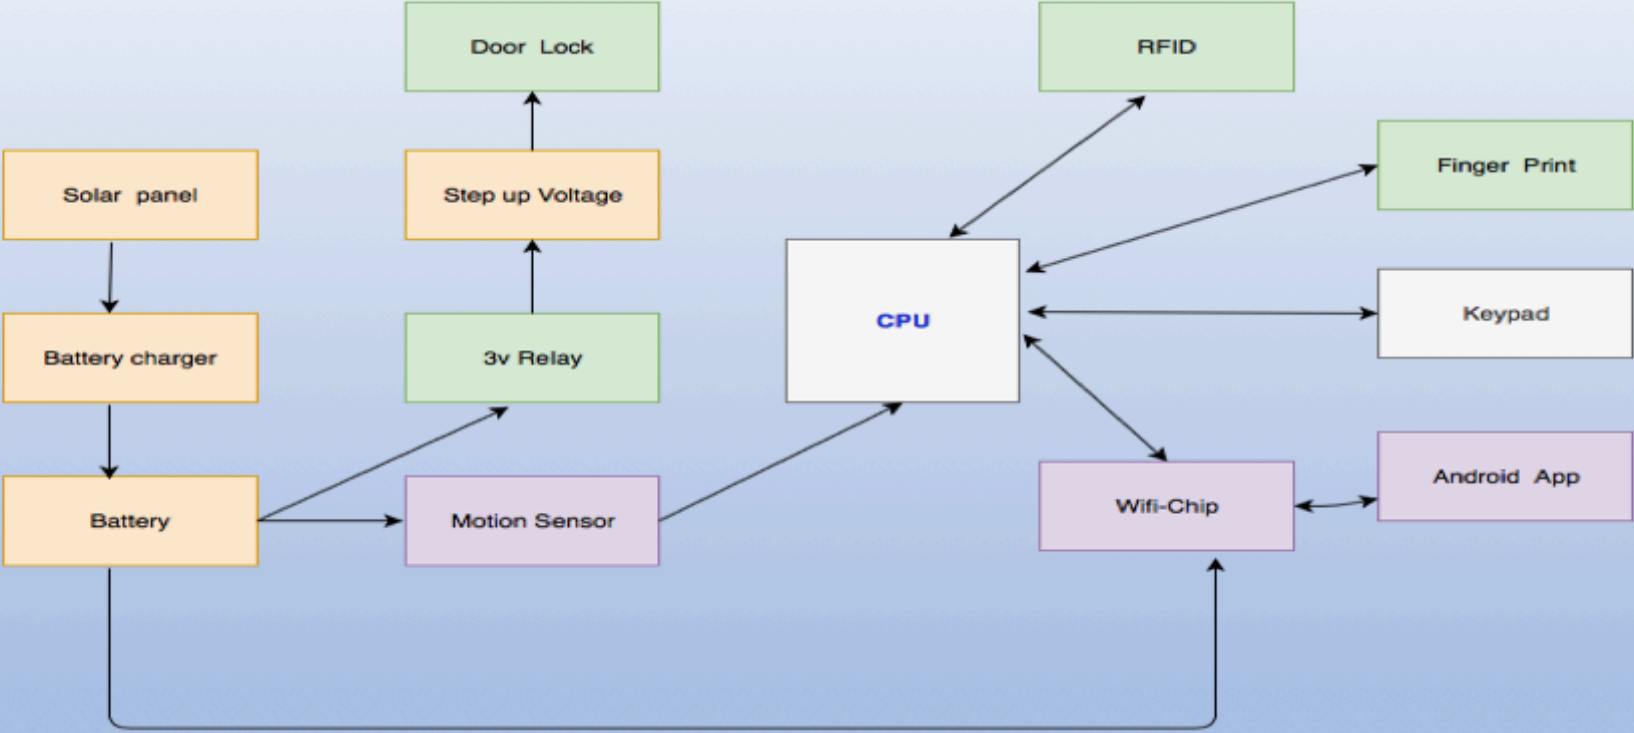 Door Lock
RFID
Solar panel
Step up Voltage
Finger Print
CPU
Keypad
Battery charger
3v Relay
Battery
Motion Sensor
Wifi-Chip
Android App